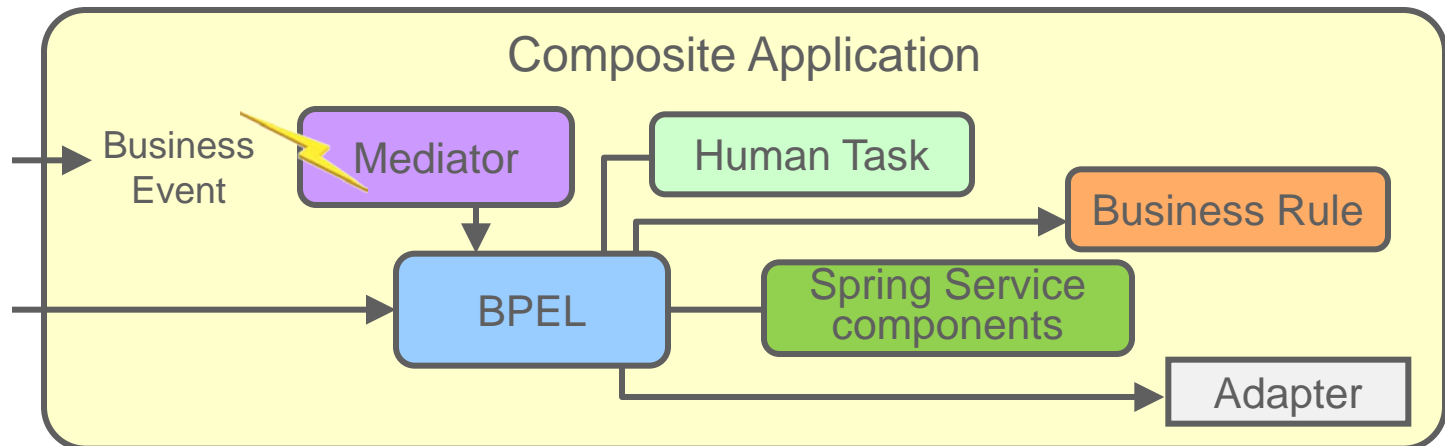 Composite Application
Business
Event
Mediator
Human Task
Business Rule
BPEL
Spring Service
components
Adapter